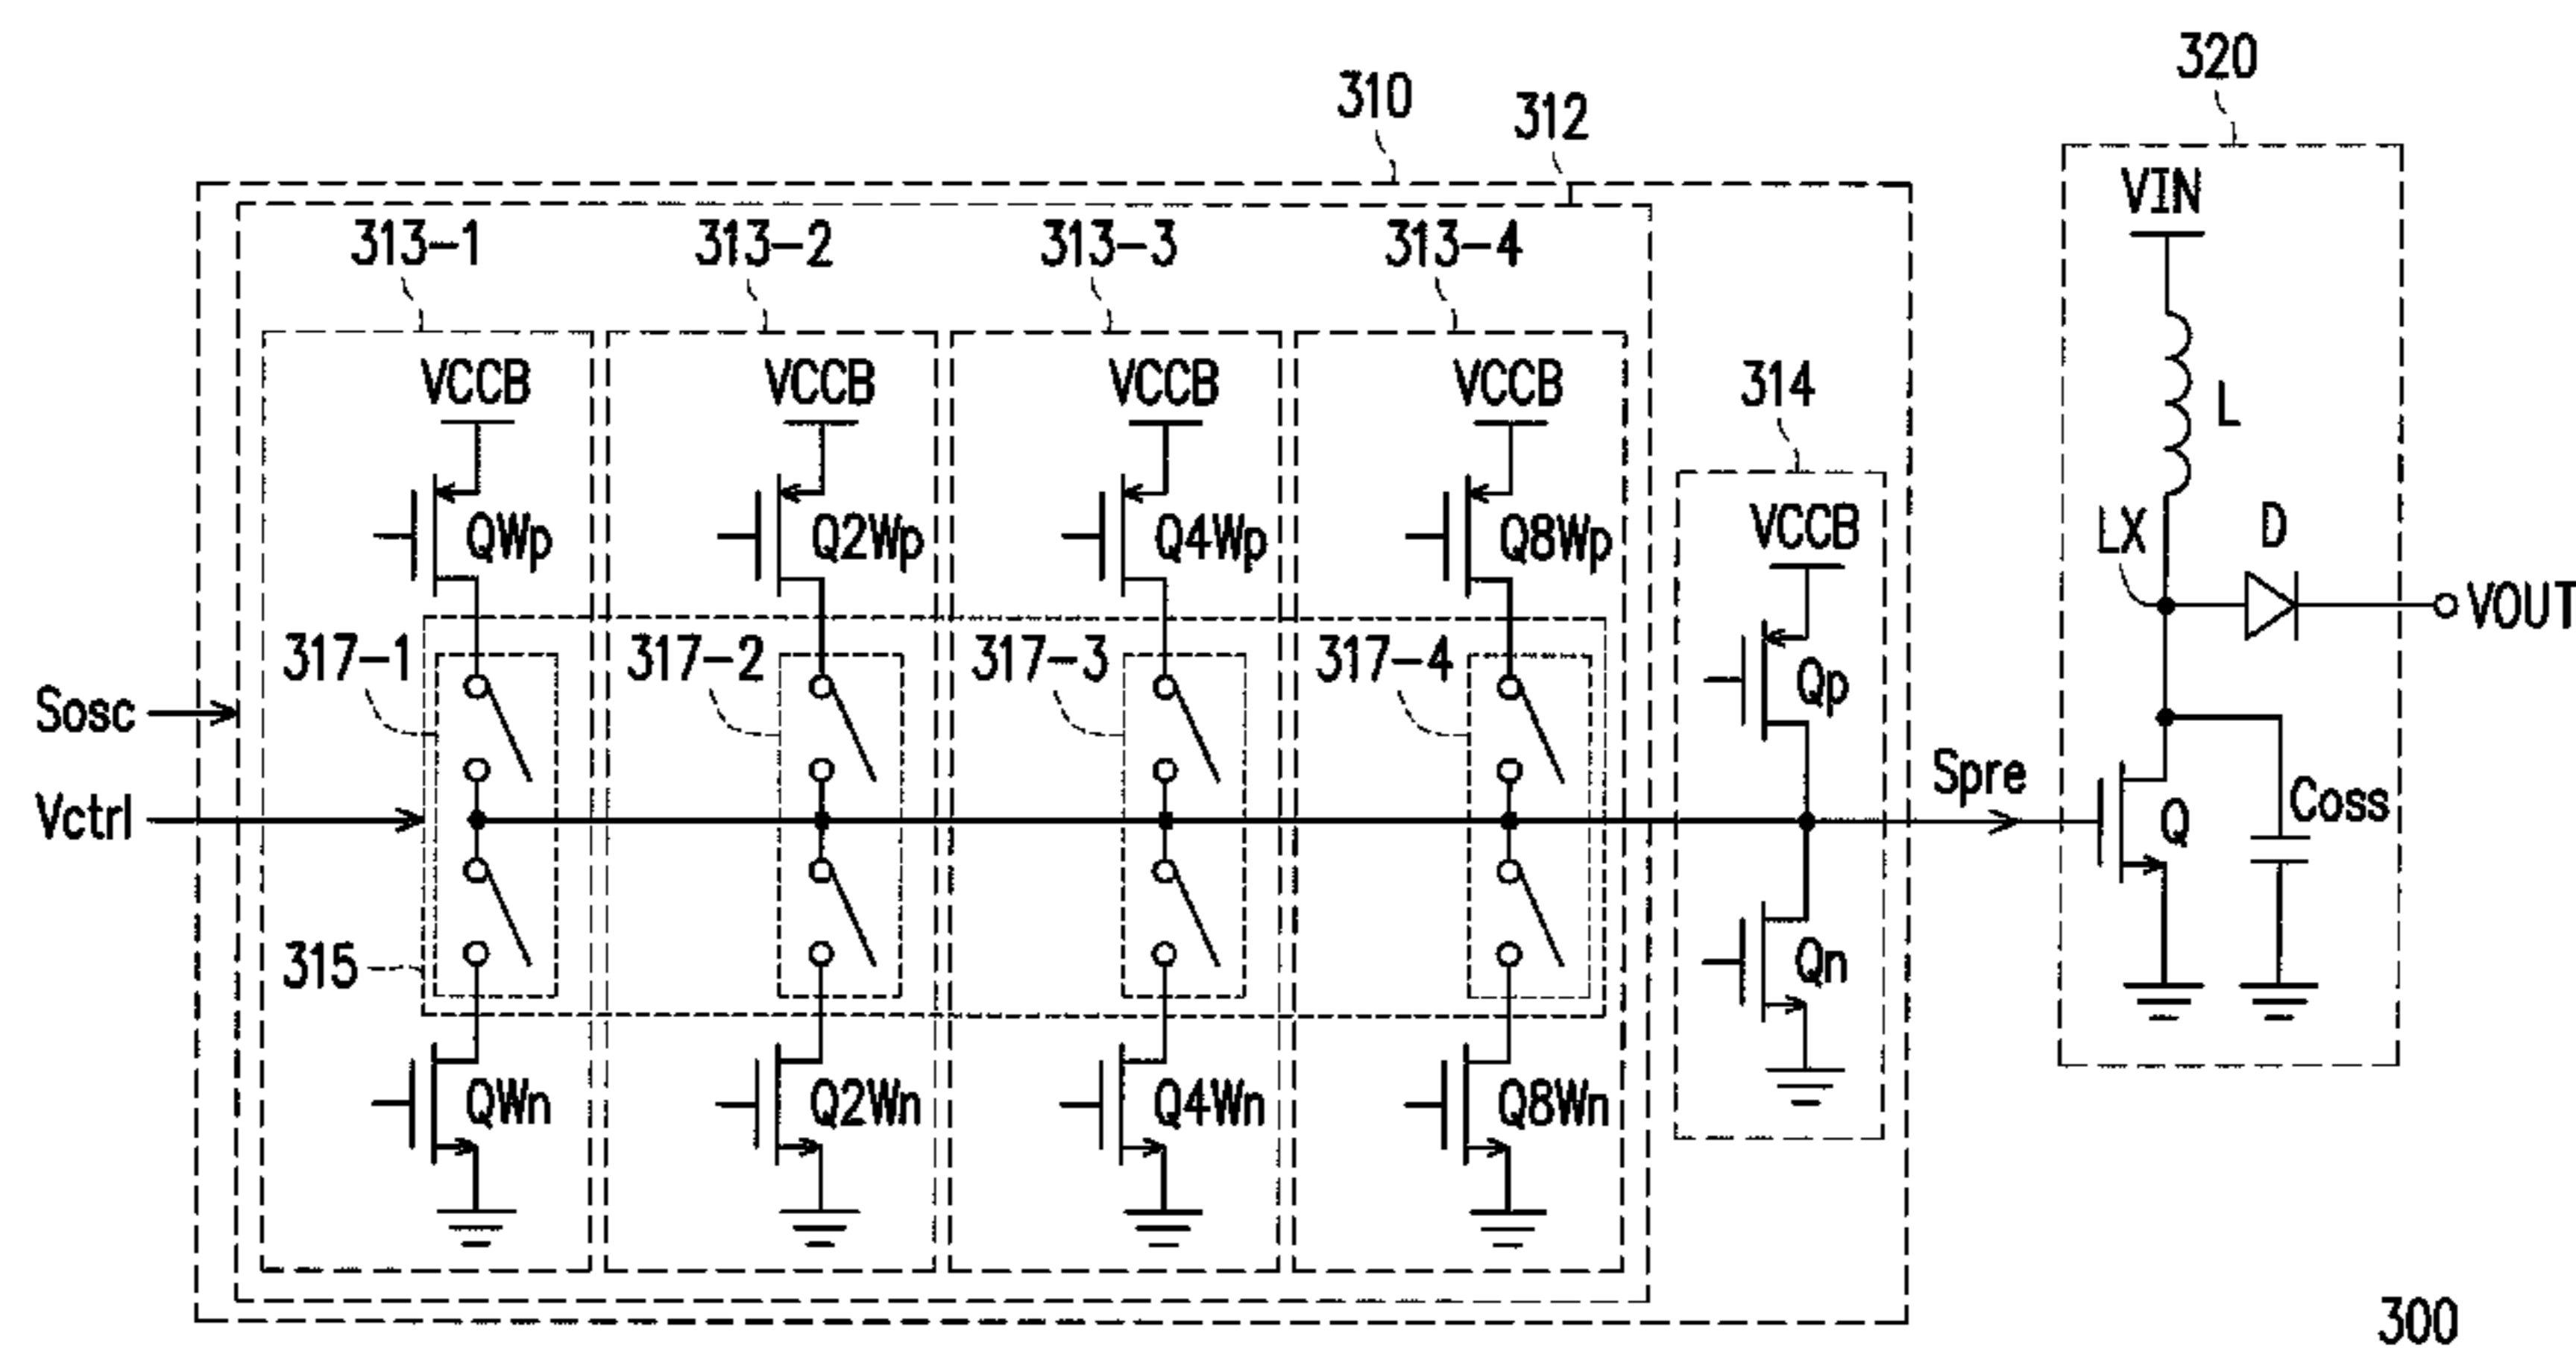 320
310
312
VIN
313-1
313-2
313-3
313-4
VCCB
VCCB
VCCB
VCCB
314
L
QWp
Q2Wp
Q4Wp
Q8Wp
VCCB
LX
D
VOUT
317-1
317-2
317-3
317-4
Qp
Sosc
Vctrl
Spre
Q
Coss
315
Qn
QWn
Q2Wn
Q4Wn
Q8Wn
300